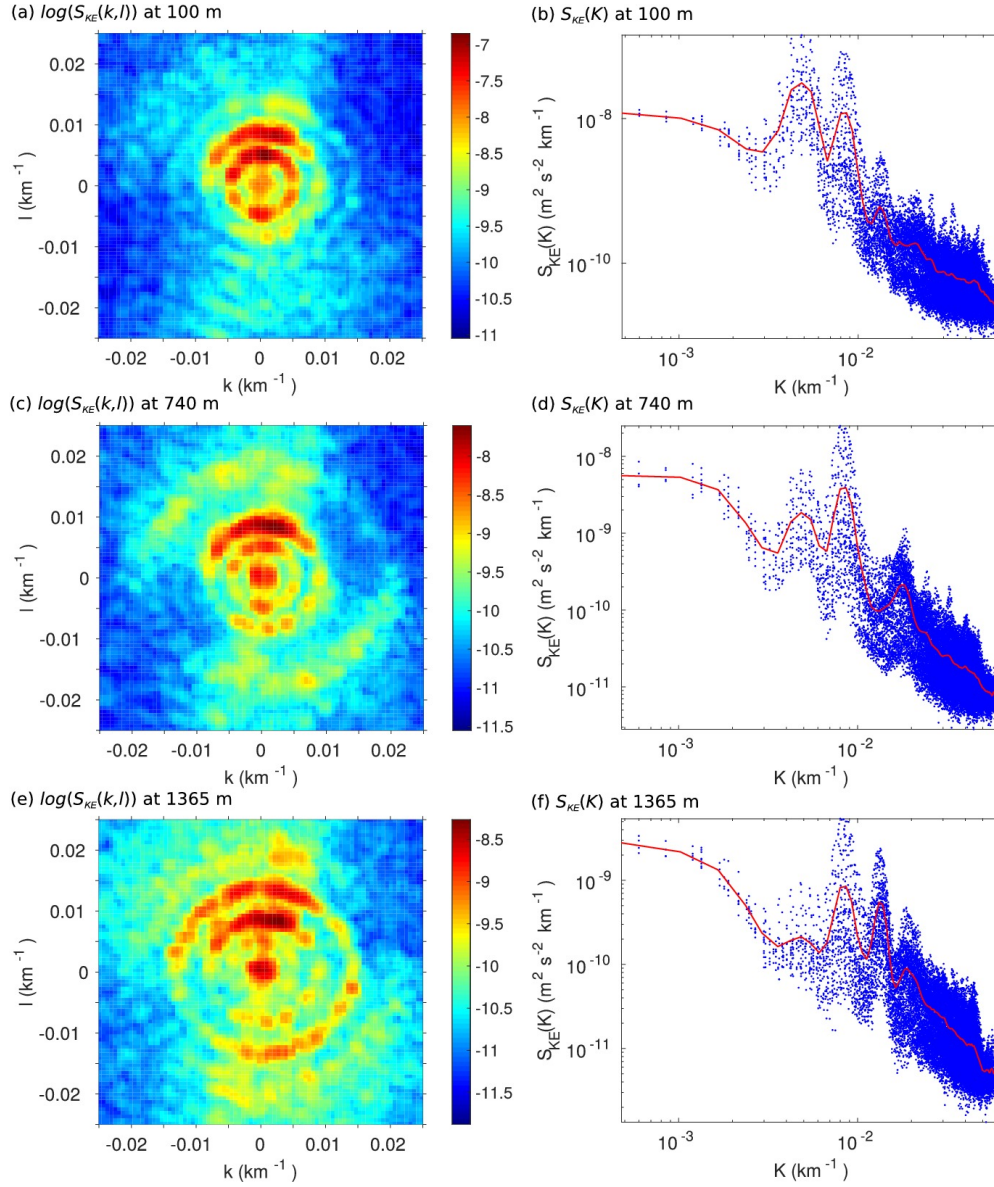 (a) log(S_KE(k,l)) at 100 m
(b) S_KE(K) at 100 m
0.02
0.01
0
-0.01
-0.02
l (km^-1)
-0.02 -0.01 0 0.01 0.02
k (km^-1)
-7
-7.5
-8
-8.5
-9
-9.5
-10
-10.5
-11
10^-8
10^-10
S_KE(K) (m^2 s^-2 km^-1)
10^-3 10^-2
K (km^-1)
(c) log(S_KE(k,l)) at 740 m
(d) S_KE(K) at 740 m
0.02
0.01
0
-0.01
-0.02
l (km^-1)
-0.02 -0.01 0 0.01 0.02
k (km^-1)
-8
-8.5
-9
-9.5
-10
-10.5
-11
-11.5
10^-8
10^-9
10^-10
10^-11
S_KE(K) (m^2 s^-2 km^-1)
10^-3 10^-2
K (km^-1)
(e) log(S_KE(k,l)) at 1365 m
(f) S_KE(K) at 1365 m
0.02
0.01
0
-0.01
-0.02
l (km^-1)
-0.02 -0.01 0 0.01 0.02
k (km^-1)
-8.5
-9
-9.5
-10
-10.5
-11
-11.5
10^-9
10^-10
10^-11
S_KE(K) (m^2 s^-2 km^-1)
10^-3 10^-2
K (km^-1)